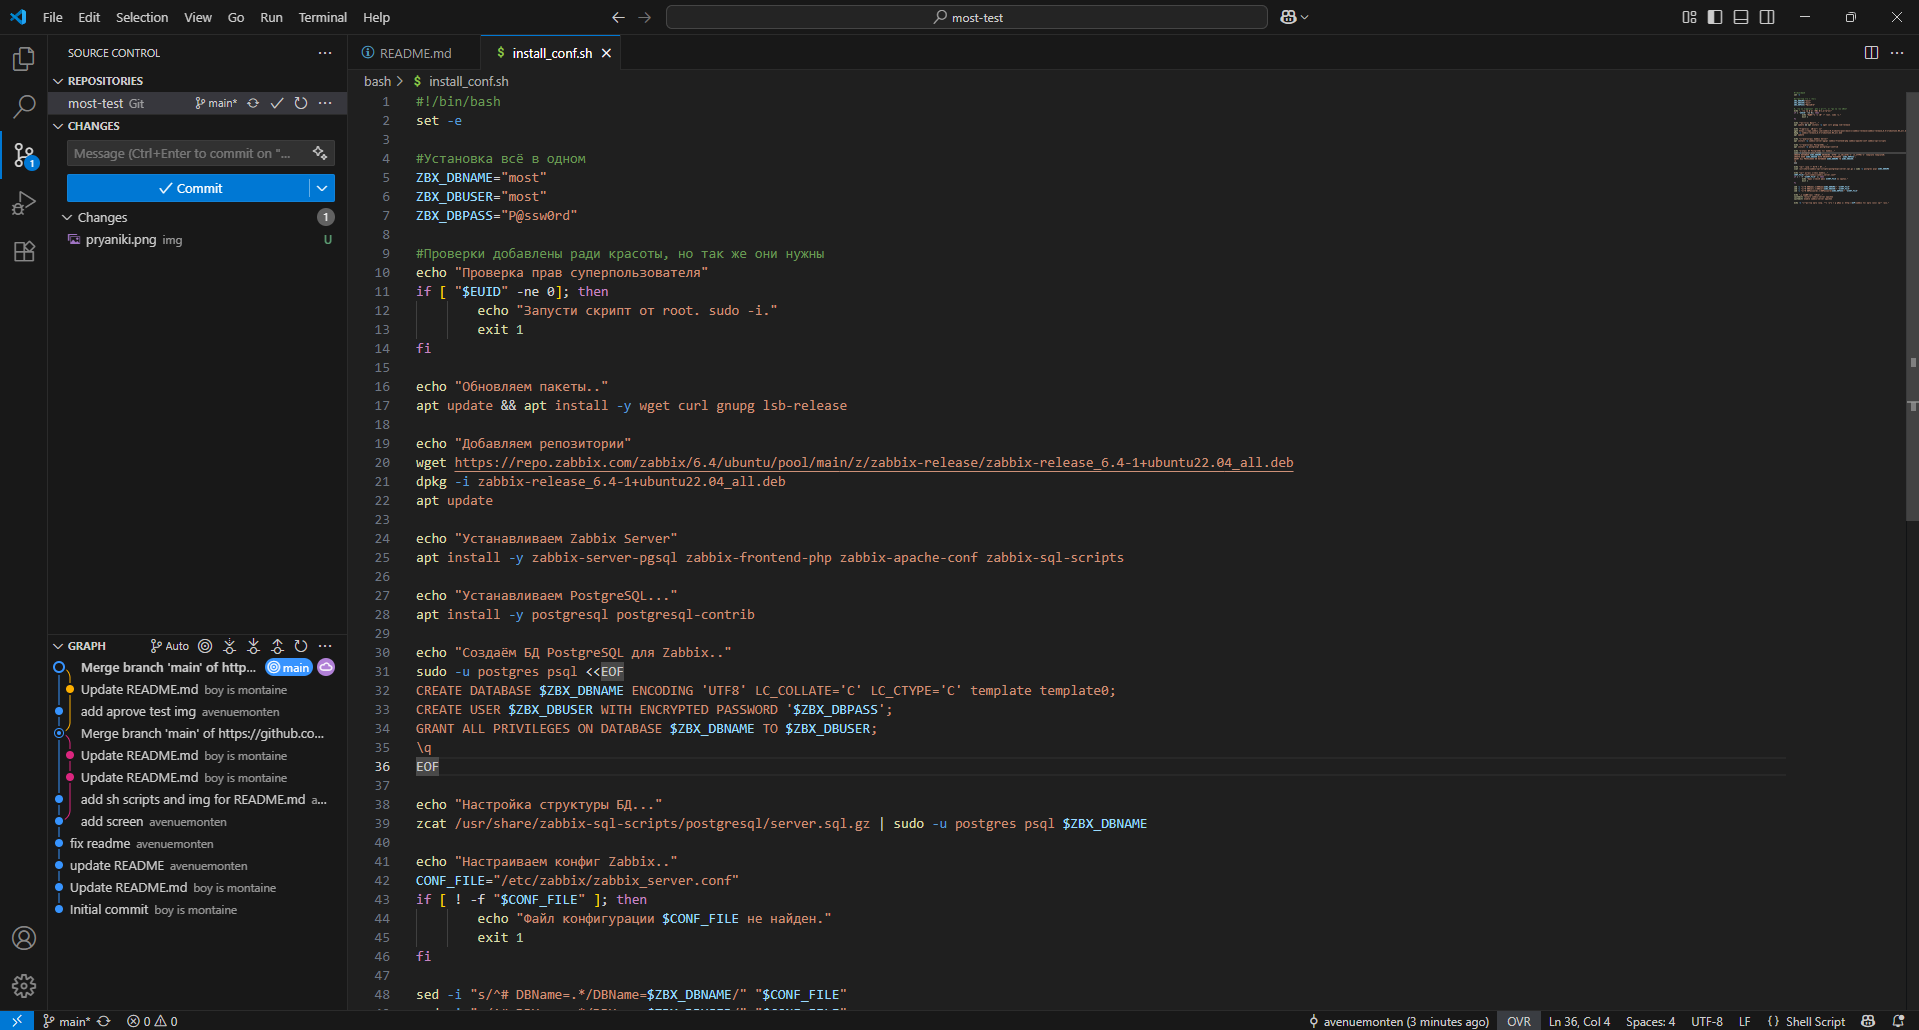 File Edit Selection View Go Run Terminal Help
most-test
SOURCE CONTROL
REPOSITORIES
most-test Git main*
CHANGES
Message (Ctrl+Enter to commit on "...
Commit
Changes 1
pryaniki.png img U
GRAPH Auto
Merge branch 'main' of http... main
Update README.md boy is montaine
add aprove test img avenuemonten
Merge branch 'main' of https://github.co...
Update README.md boy is montaine
Update README.md boy is montaine
add sh scripts and img for README.md a...
add screen avenuemonten
fix readme avenuemonten
update README avenuemonten
Update README.md boy is montaine
Initial commit boy is montaine
README.md
install_conf.sh
bash > $ install_conf.sh
1 #!/bin/bash
2 set -e
3
4 #Установка всё в одном
5 ZBX_DBNAME="most"
6 ZBX_DBUSER="most"
7 ZBX_DBPASS="P@ssw0rd"
8
9 #Проверки добавлены ради красоты, но так же они нужны
10 echo "Проверка прав суперпользователя"
11 if [ "$EUID" -ne 0]; then
12 echo "Запусти скрипт от root. sudo -i."
13 exit 1
14 fi
15
16 echo "Обновляем пакеты.."
17 apt update && apt install -y wget curl gnupg lsb-release
18
19 echo "Добавляем репозитории"
20 wget https://repo.zabbix.com/zabbix/6.4/ubuntu/pool/main/z/zabbix-release/zabbix-release_6.4-1+ubuntu22.04_all.deb
21 dpkg -i zabbix-release_6.4-1+ubuntu22.04_all.deb
22 apt update
23
24 echo "Устанавливаем Zabbix Server"
25 apt install -y zabbix-server-pgsql zabbix-frontend-php zabbix-apache-conf zabbix-sql-scripts
26
27 echo "Устанавливаем PostgreSQL..."
28 apt install -y postgresql postgresql-contrib
29
30 echo "Создаём БД PostgreSQL для Zabbix.."
31 sudo -u postgres psql <<EOF
32 CREATE DATABASE $ZBX_DBNAME ENCODING 'UTF8' LC_COLLATE='C' LC_CTYPE='C' template template0;
33 CREATE USER $ZBX_DBUSER WITH ENCRYPTED PASSWORD '$ZBX_DBPASS';
34 GRANT ALL PRIVILEGES ON DATABASE $ZBX_DBNAME TO $ZBX_DBUSER;
35 \q
36 EOF
37
38 echo "Настройка структуры БД..."
39 zcat /usr/share/zabbix-sql-scripts/postgresql/server.sql.gz | sudo -u postgres psql $ZBX_DBNAME
40
41 echo "Настраиваем конфиг Zabbix.."
42 CONF_FILE="/etc/zabbix/zabbix_server.conf"
43 if [ ! -f "$CONF_FILE" ]; then
44 echo "Файл конфигурации $CONF_FILE не найден."
45 exit 1
46 fi
47
48 sed -i "s/^# DBName=.*/DBName=$ZBX_DBNAME/" "$CONF_FILE"
main* 0 0
avenuemonten (3 minutes ago) OVR Ln 36, Col 4 Spaces: 4 UTF-8 LF {} Shell Script